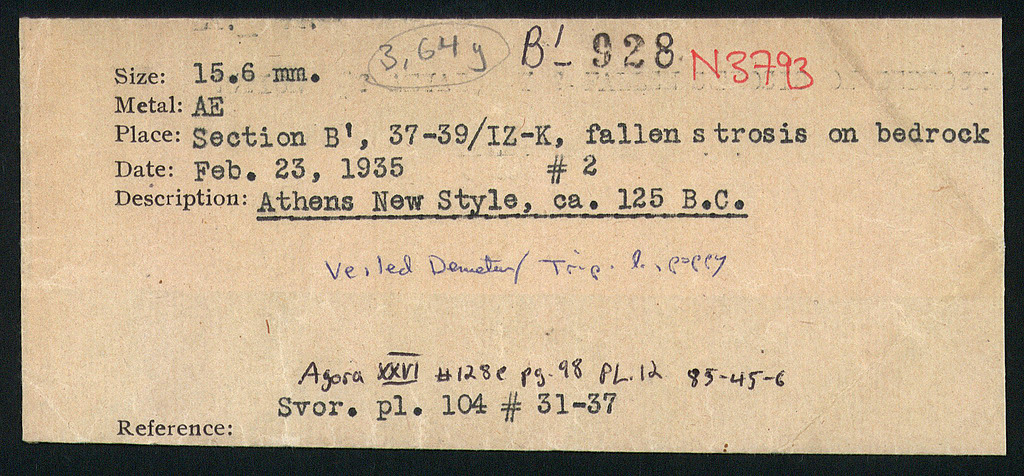 3,64g B' 928 N3793
Size: 15.6 mm.
Metal: AE
Place: Section B', 37-39/IZ-K, fallen strosis on bedrock
Date: Feb. 23, 1935 # 2
Description: Athens New Style, ca. 125 B.C.
Veiled Demeter/ Trip. l., poppy
Agora XXVI #128e pg. 98 PL.12 85-45-6
Svor. pl. 104 # 31-37
Reference: